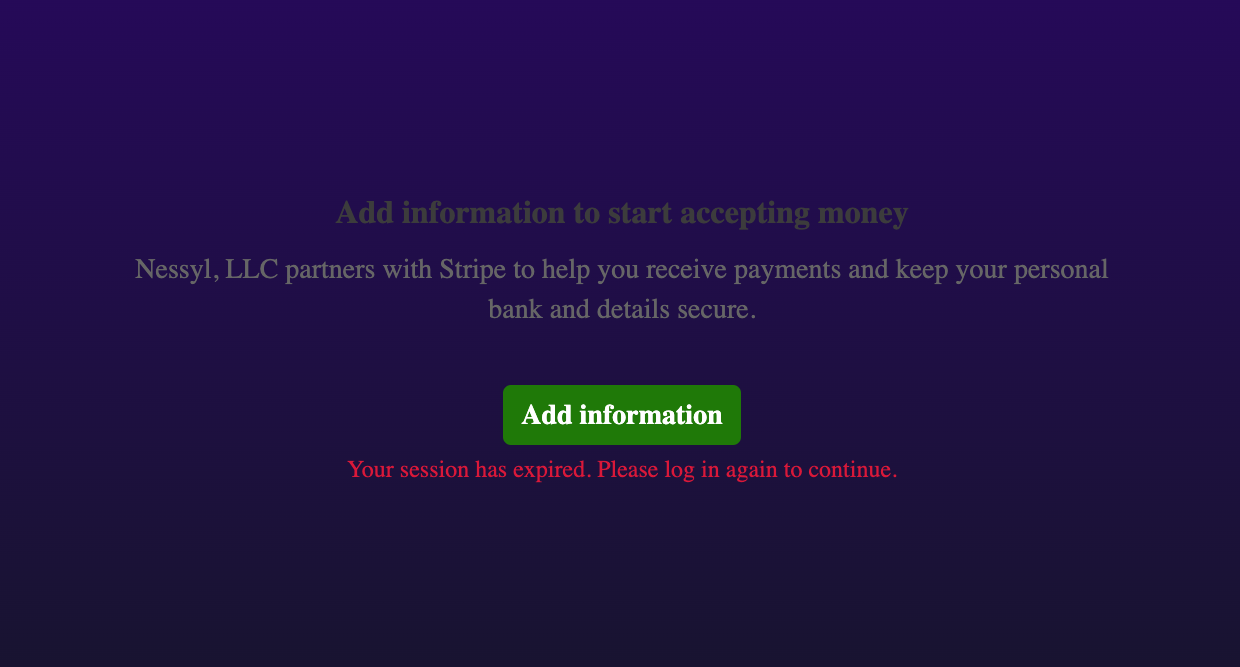 Add information to start accepting money
Nessyl, LLC partners with Stripe to help you receive payments and keep your personal
bank and details secure.
Add information
Your session has expired. Please log in again to continue.